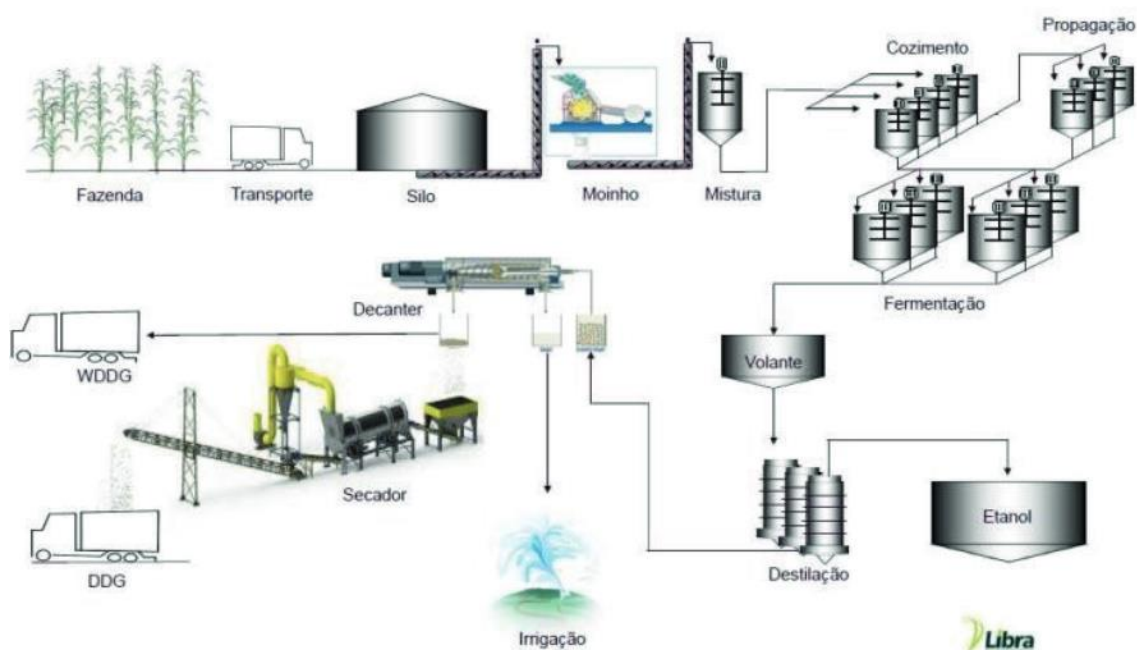 Propagação
Cozimento
Fazenda
Transporte
Silo
Moinho
Mistura
Decanter
Fermentação
WDDG
Volante
Secador
Etanol
DDG
Destilação
Irrigação
Libra